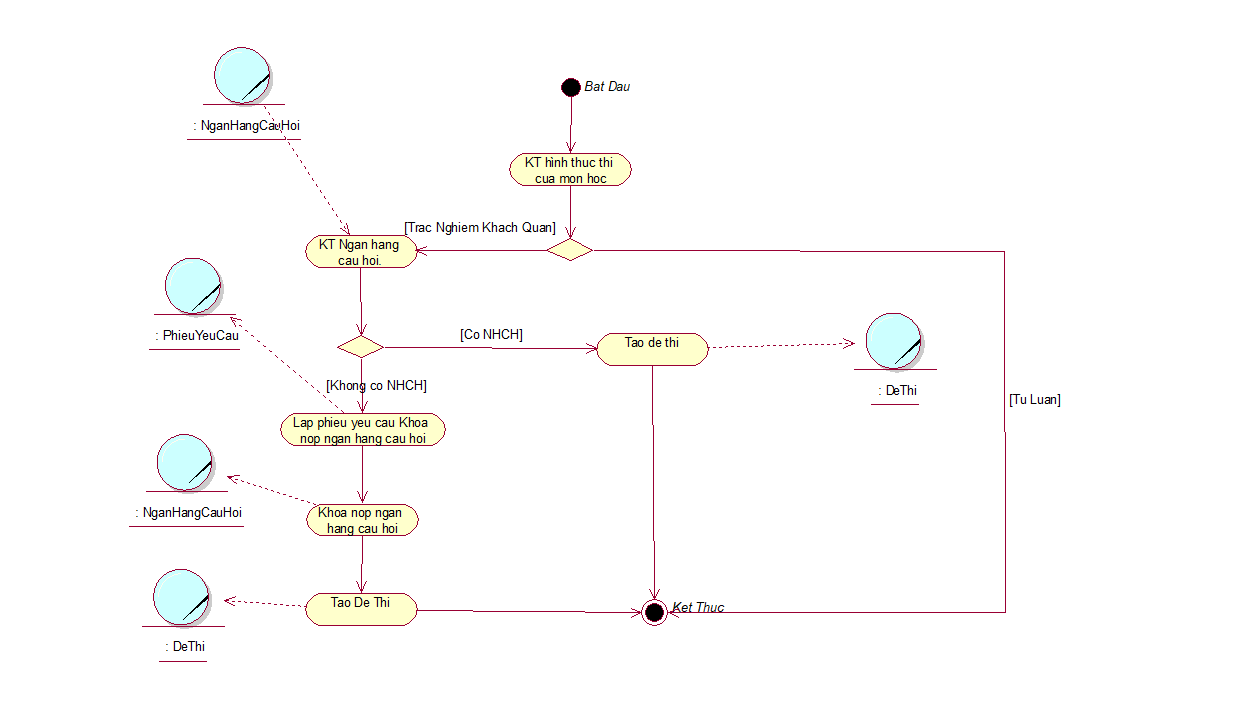 Bat Dau
: NganHangCauHoi
KT hinh thuc thi
cua mon hoc
[Trac Nghiem Khach Quan]
KT Ngan hang
cau hoi.
: PhieuYeuCau
[Co NHCH]
Tao de thi
: DeThi
[Khong co NHCH]
[Tu Luan]
Lap phieu yeu cau Khoa
nop ngan hang cau hoi
: NganHangCauHoi
Khoa nop ngan
hang cau hoi
Tao De Thi
Ket Thuc
: DeThi